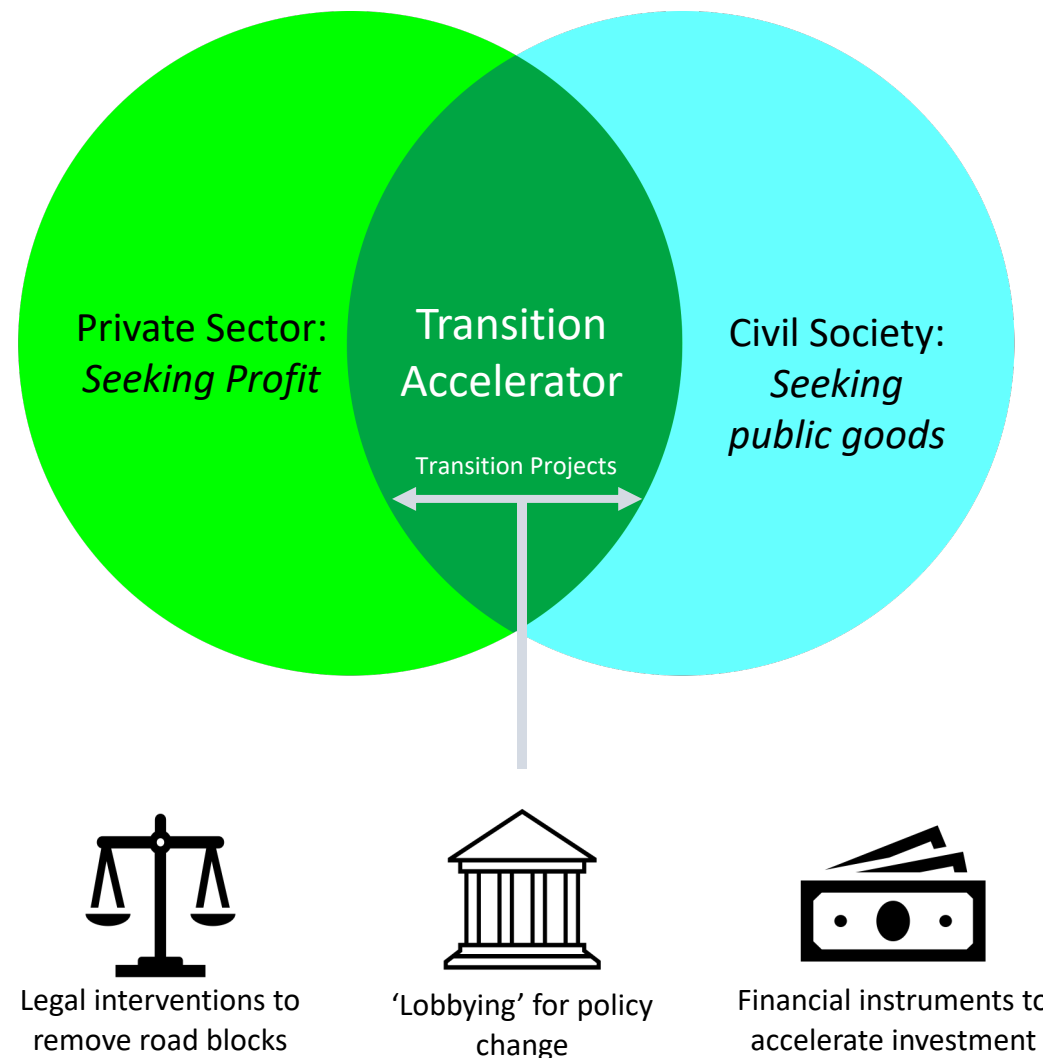 Private Sector:
Seeking Profit
Transition
Accelerator
Transition Projects
Civil Society:
Seeking
public goods
Legal interventions to
remove road blocks
‘Lobbying’ for policy
change
Financial instruments to
accelerate investment